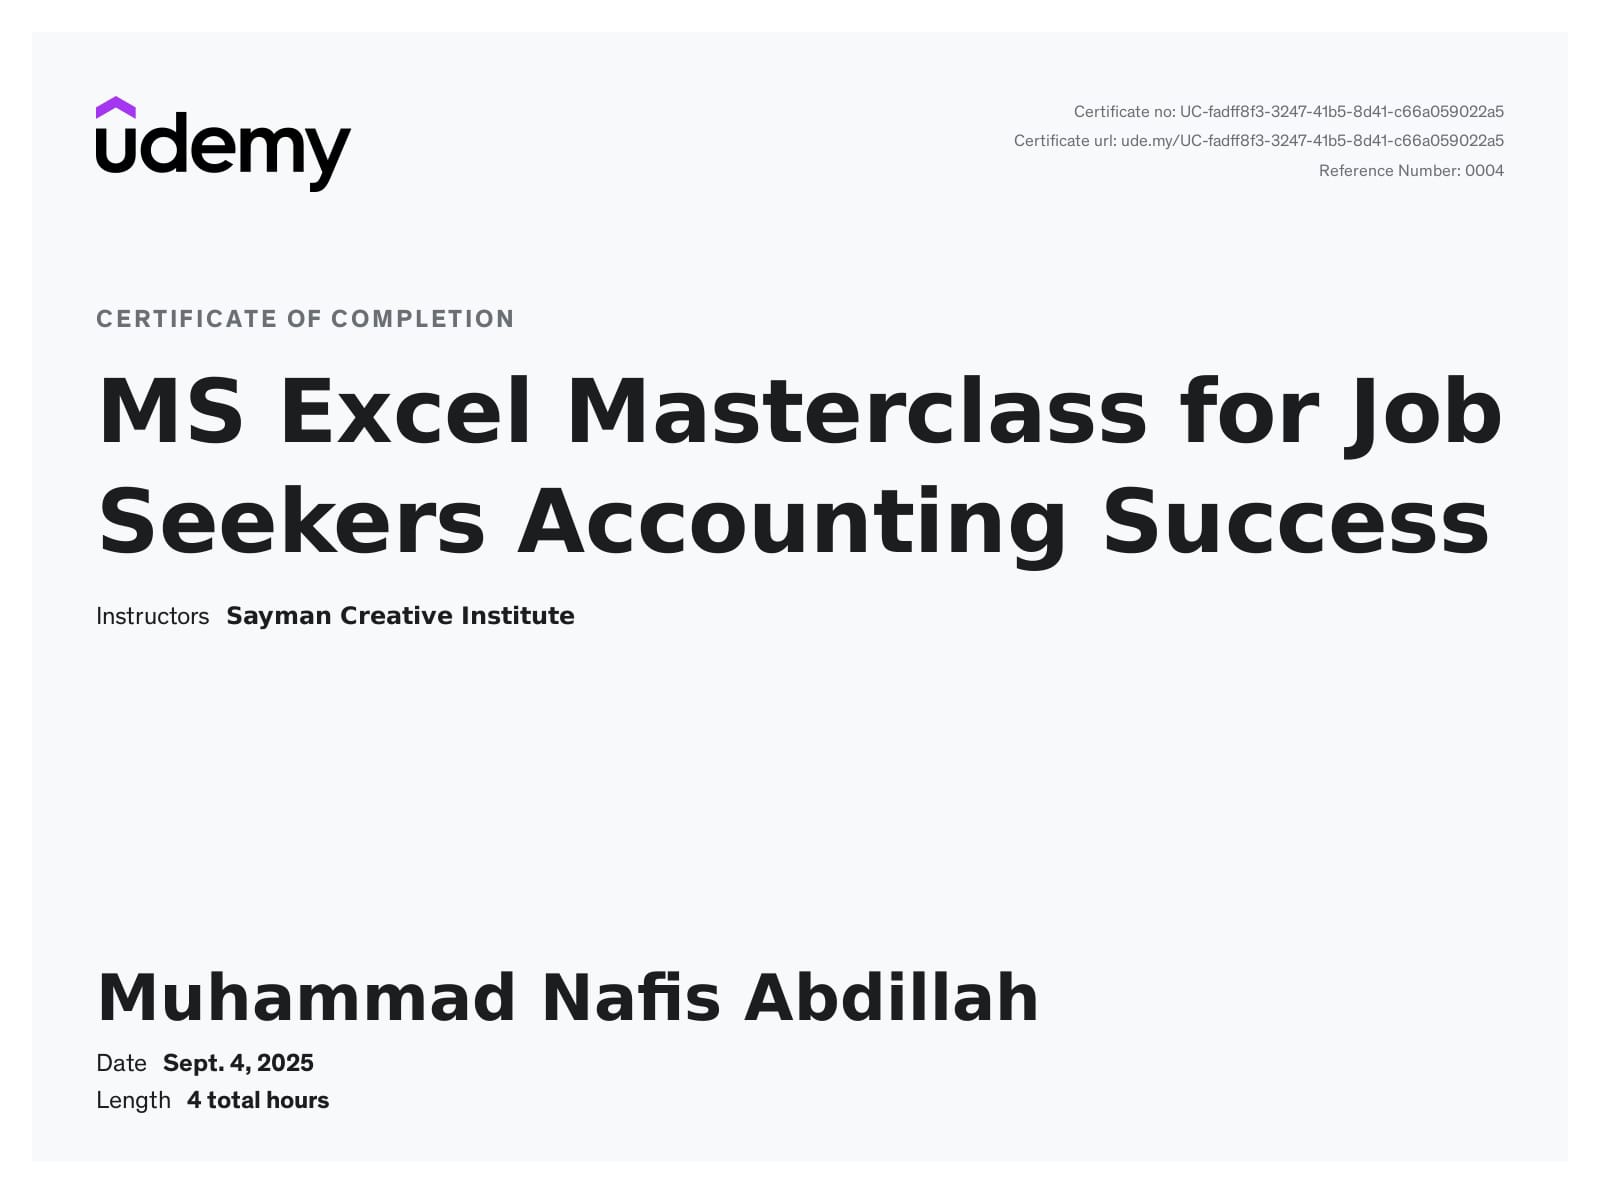 udemy
Certificate no: UC-fadff8f3-3247-41b5-8d41-c66a059022a5
Certificate url: ude.my/UC-fadff8f3-3247-41b5-8d41-c66a059022a5
Reference Number: 0004
CERTIFICATE OF COMPLETION
MS Excel Masterclass for Job
Seekers Accounting Success
Instructors Sayman Creative Institute
Muhammad Nafis Abdillah
Date Sept. 4, 2025
Length 4 total hours